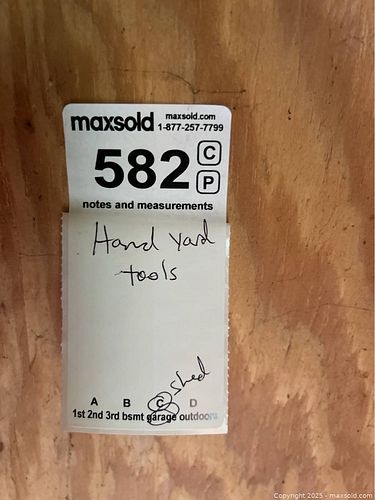 maxsold
maxsold.com
1-877-257-7799
582
C
P
notes and measurements
Hand Yard
tools
shed
A B C D
1st 2nd 3rd bsmt garage outdoors
Copyright 2025 - maxsold.com